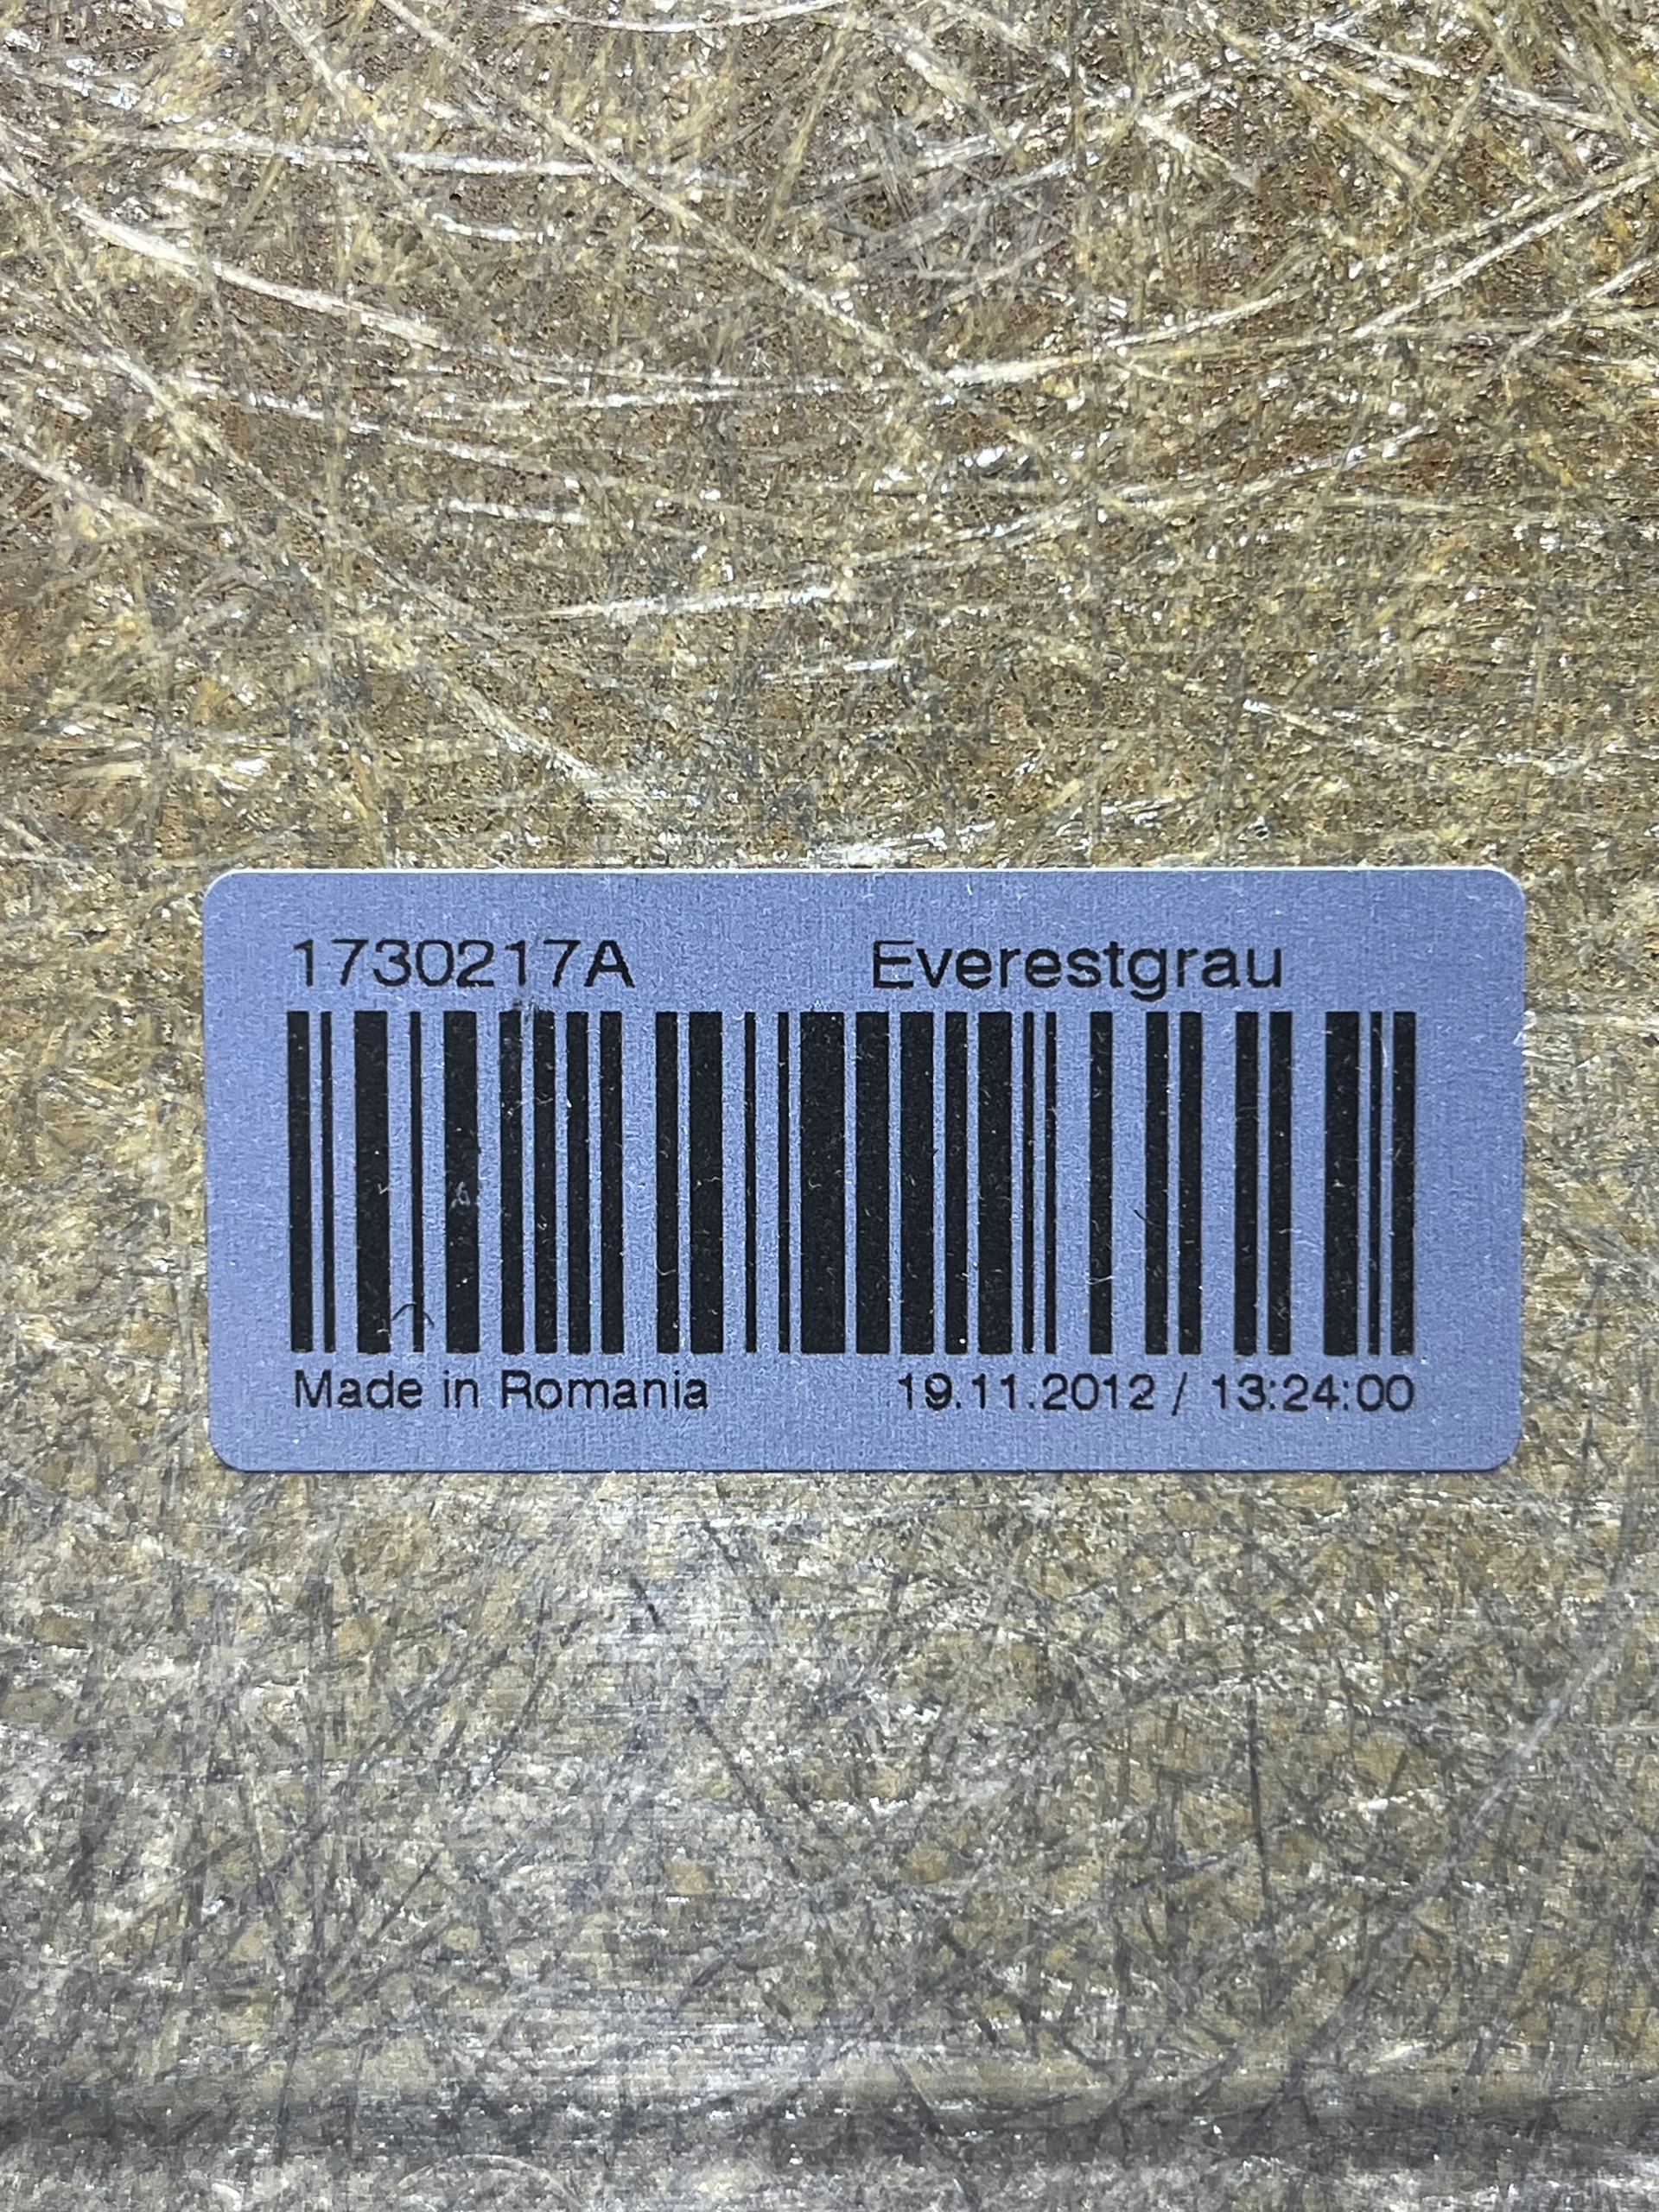 1730217A Everestgrau
Made in Romania 19.11.2012 / 13:24:00